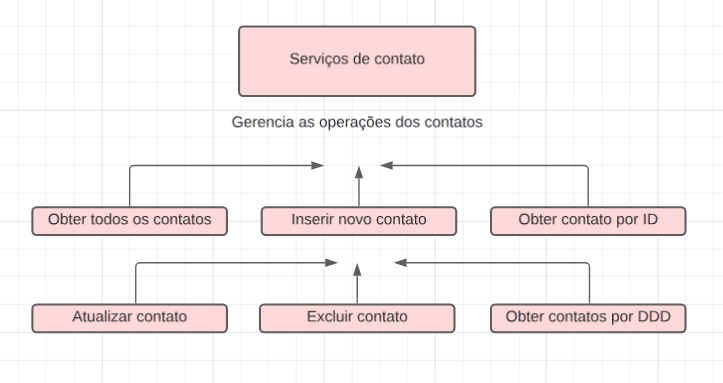 Serviços de contato
Gerencia as operações dos contatos
Obter todos os contatos
Inserir novo contato
Obter contato por ID
Atualizar contato
Excluir contato
Obter contatos por DDD